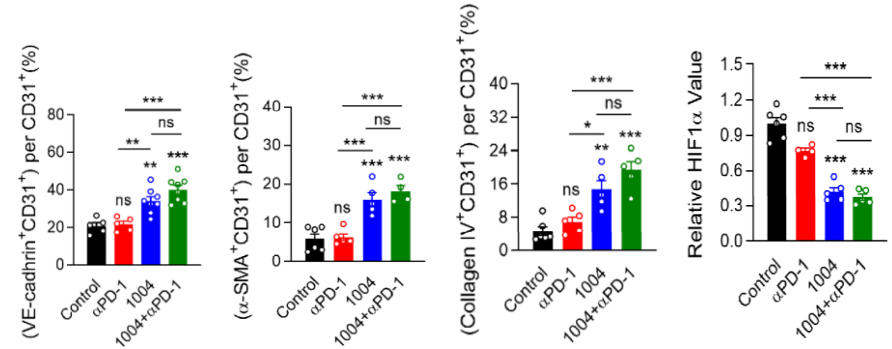 (VE-cadhrin⁺CD31⁺) per CD31⁺(%)
80
60
40
20
0
ns
**
***
**
ns
***
Control
αPD-1
1004
1004+αPD-1
(α-SMA⁺CD31⁺) per CD31⁺(%)
40
30
20
10
0
ns
***
***
***
ns
***
Control
αPD-1
1004
1004+αPD-1
(Collagen IV⁺CD31⁺) per CD31⁺(%)
40
32
24
16
8
0
ns
**
***
*
ns
***
Control
αPD-1
1004
1004+αPD-1
Relative HIF1α Value
1.5
1.2
0.9
0.6
0.3
0.0
ns
***
***
***
ns
***
Control
αPD-1
1004
1004+αPD-1